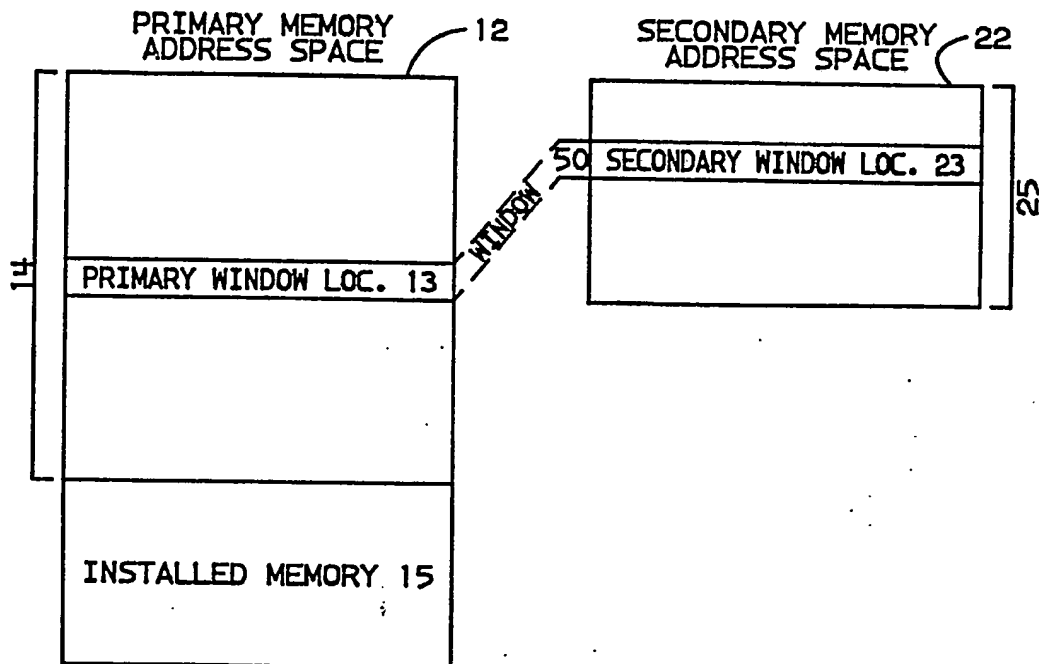 PRIMARY MEMORY
ADDRESS SPACE
12
SECONDARY MEMORY
ADDRESS SPACE
22
14
PRIMARY WINDOW LOC. 13
WINDOW
50
SECONDARY WINDOW LOC. 23
25
INSTALLED MEMORY 15